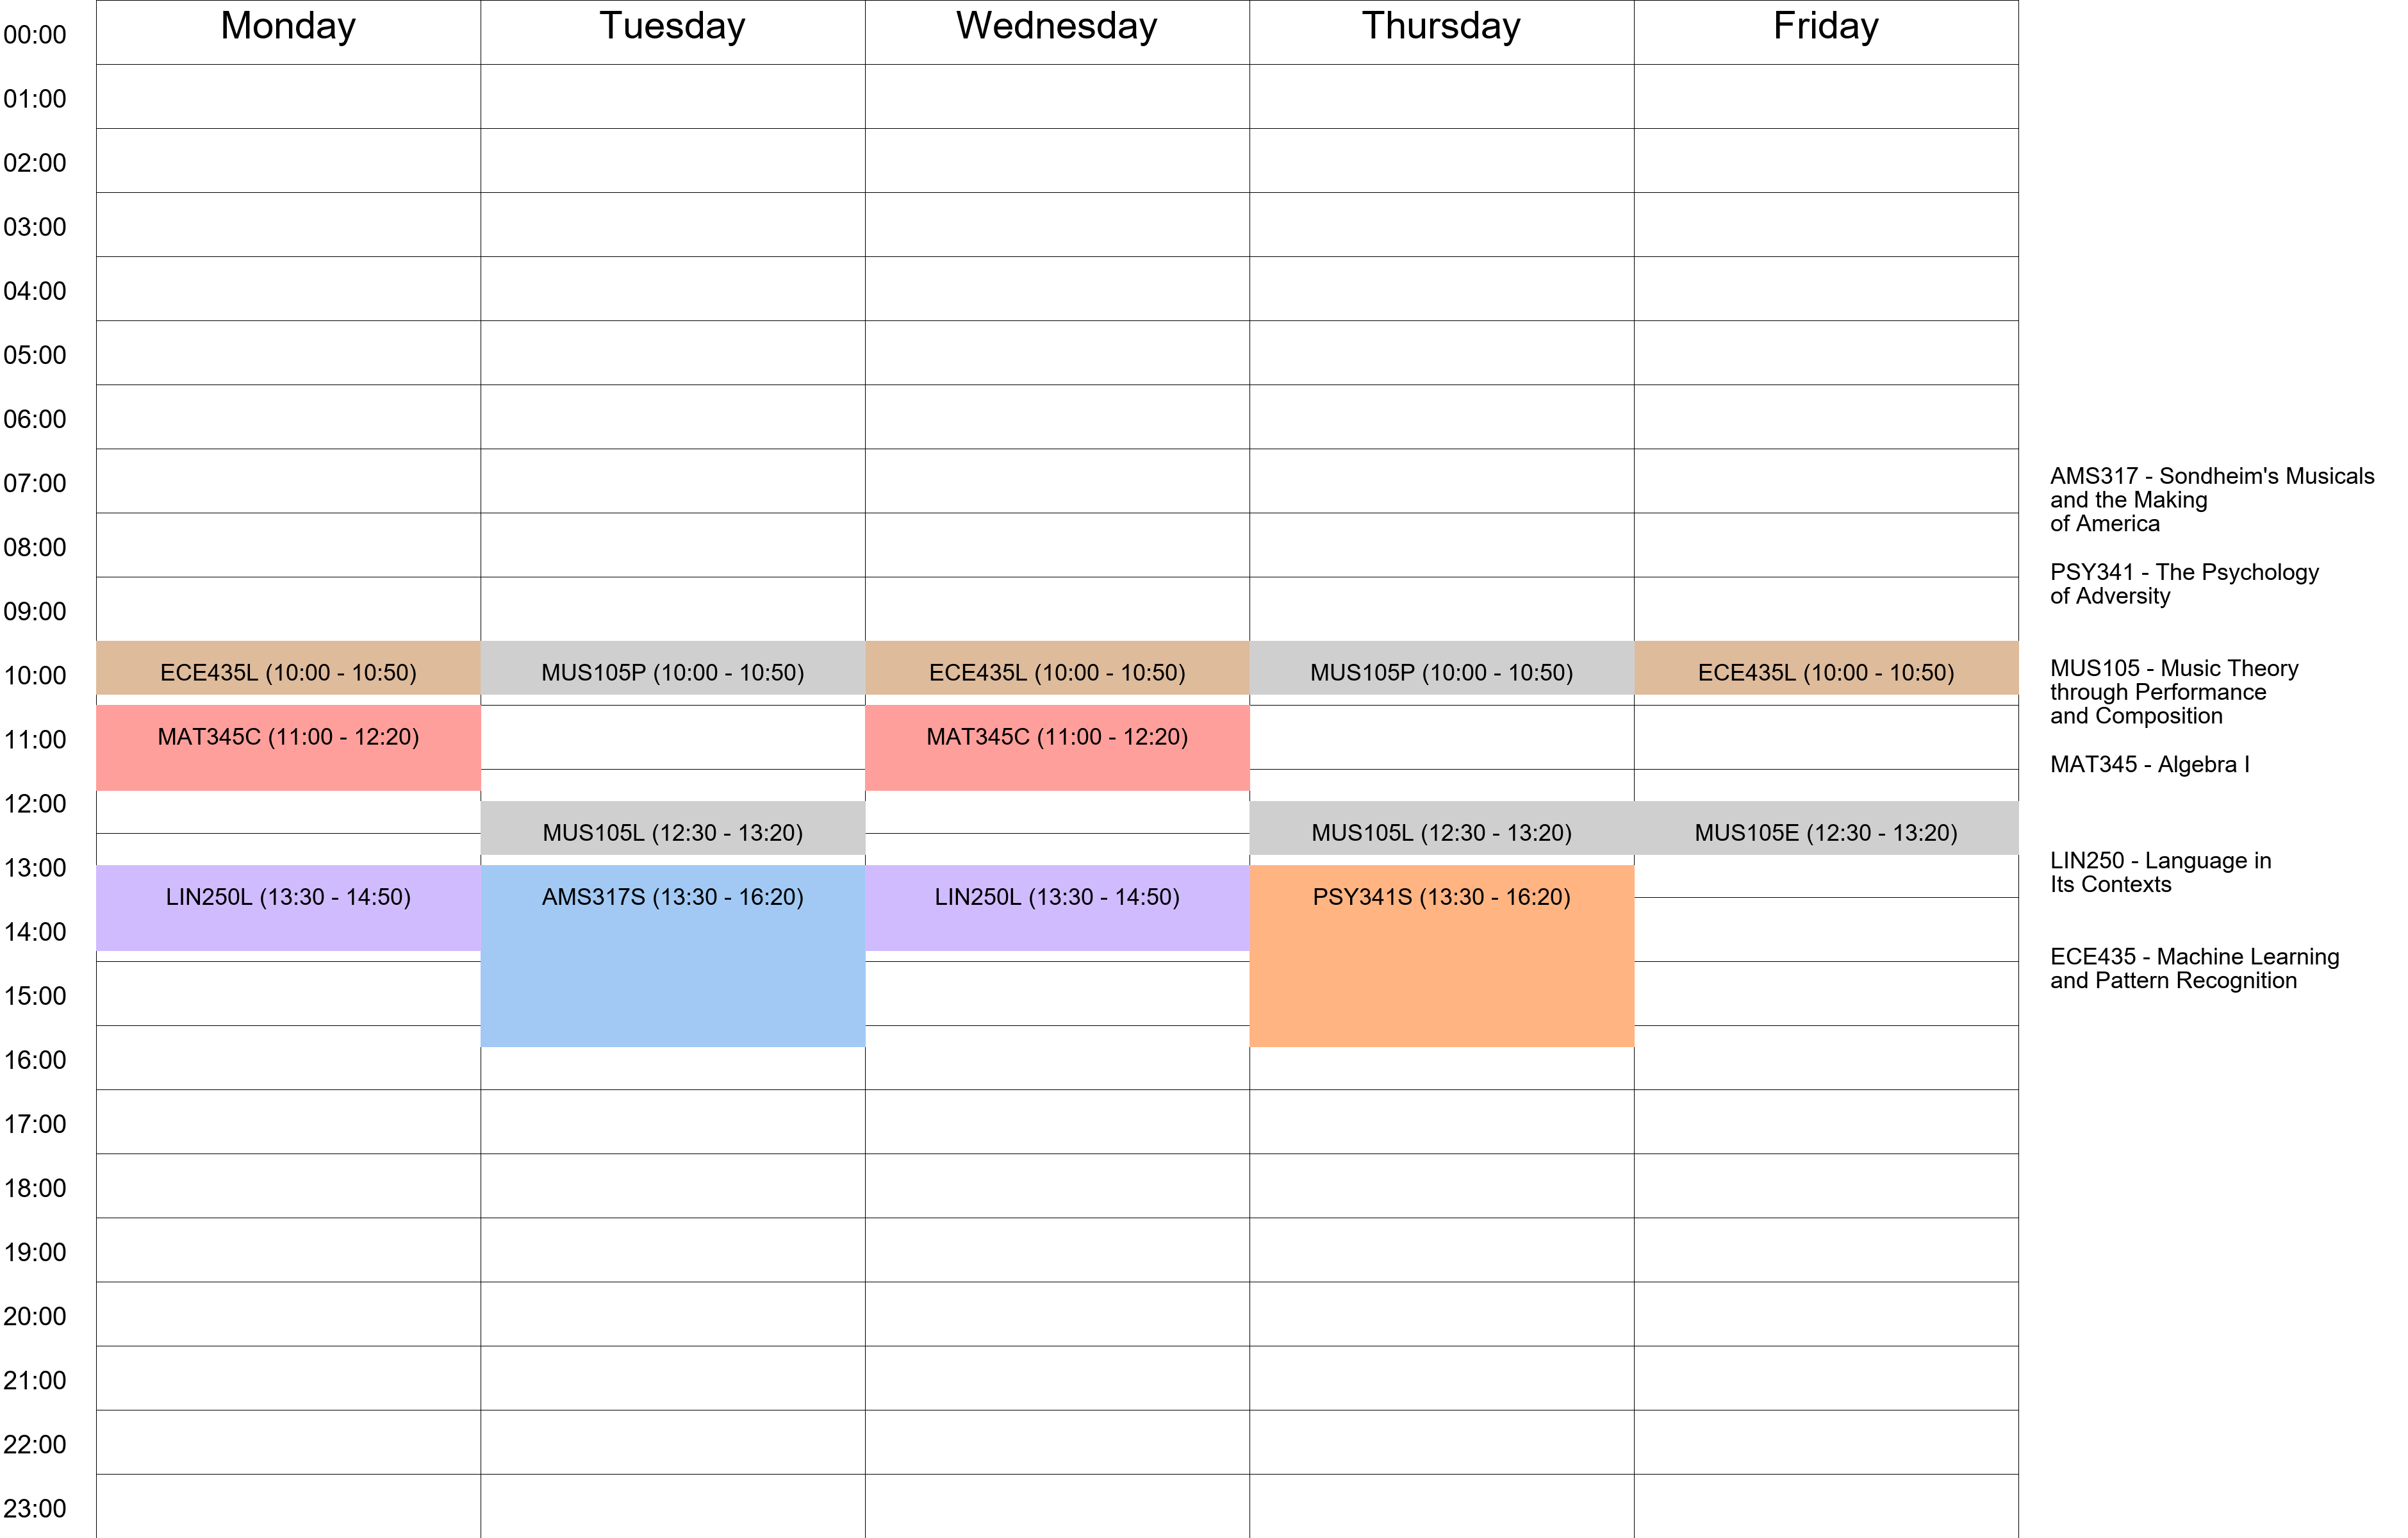 Monday Tuesday Wednesday Thursday Friday
00:00
01:00
02:00
03:00
04:00
05:00
06:00
07:00
08:00
09:00
10:00 ECE435L (10:00 - 10:50) MUS105P (10:00 - 10:50) ECE435L (10:00 - 10:50) MUS105P (10:00 - 10:50) ECE435L (10:00 - 10:50)
11:00 MAT345C (11:00 - 12:20) MAT345C (11:00 - 12:20)
12:00
MUS105L (12:30 - 13:20) MUS105L (12:30 - 13:20) MUS105E (12:30 - 13:20)
13:00
LIN250L (13:30 - 14:50) AMS317S (13:30 - 16:20) LIN250L (13:30 - 14:50) PSY341S (13:30 - 16:20)
14:00
15:00
16:00
17:00
18:00
19:00
20:00
21:00
22:00
23:00
AMS317 - Sondheim's Musicals
and the Making
of America
PSY341 - The Psychology
of Adversity
MUS105 - Music Theory
through Performance
and Composition
MAT345 - Algebra I
LIN250 - Language in
Its Contexts
ECE435 - Machine Learning
and Pattern Recognition